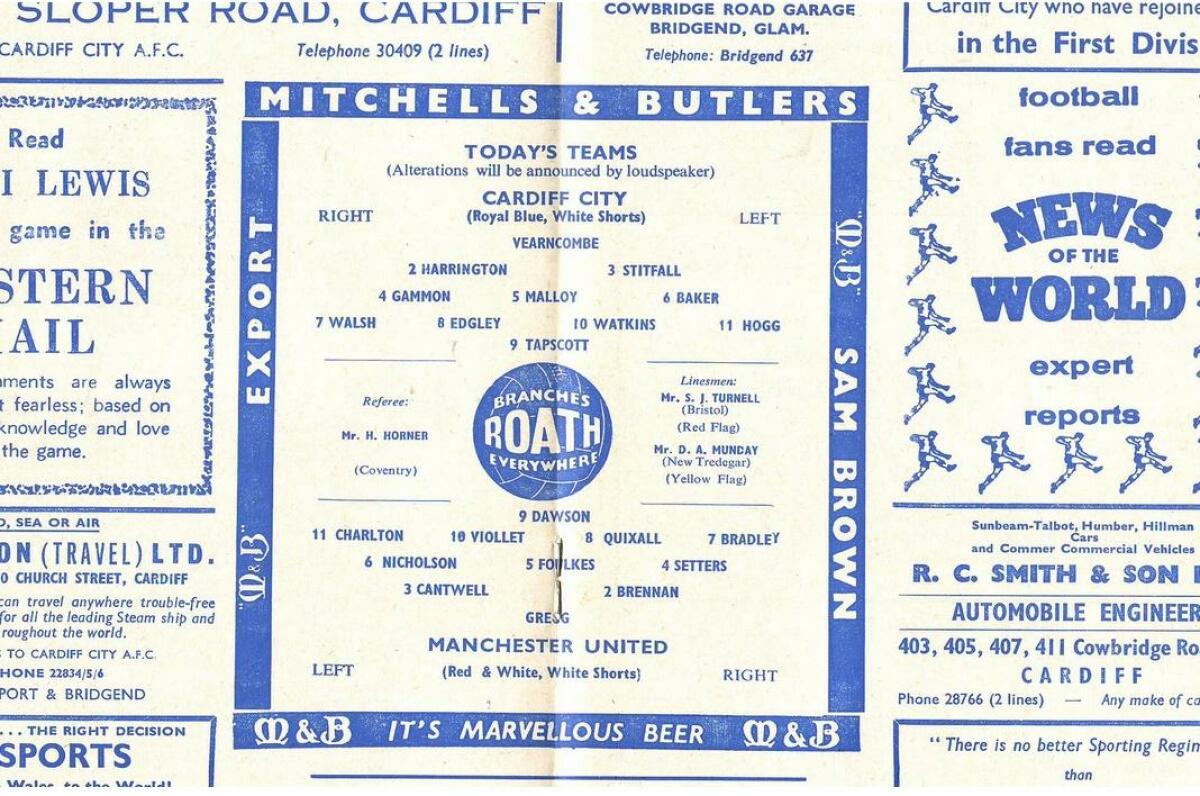 SLOPER ROAD, CARDIFF
CARDIFF CITY A.F.C.
Telephone 30409 (2 lines)
COWBRIDGE ROAD GARAGE
BRIDGEND, GLAM.
Telephone: Bridgend 637
Cardiff City who have rejoine
in the First Divis
Read
I LEWIS
game in the
STERN
AIL
ments are always
t fearless; based on
knowledge and love
the game.
MITCHELLS & BUTLERS
EXPORT
"M&B"
"M&B"
SAM BROWN
TODAY'S TEAMS
(Alterations will be announced by loudspeaker)
CARDIFF CITY
RIGHT (Royal Blue, White Shorts) LEFT
VEARNCOMBE
2 HARRINGTON 3 STITFALL
4 GAMMON 5 MALLOY 6 BAKER
7 WALSH 8 EDGLEY 10 WATKINS 11 HOGG
9 TAPSCOTT
Referee:
Mr. H. HORNER
(Coventry)
BRANCHES
ROATH
EVERYWHERE
Linesmen:
Mr. S. J. TURNELL
(Bristol)
(Red Flag)
Mr. D. A. MUNDAY
(New Tredegar)
(Yellow Flag)
9 DAWSON
11 CHARLTON 10 VIOLLET 8 QUIXALL 7 BRADLEY
6 NICHOLSON 5 FOULKES 4 SETTERS
3 CANTWELL 2 BRENNAN
GREGG
MANCHESTER UNITED
LEFT (Red & White, White Shorts) RIGHT
M&B IT'S MARVELLOUS BEER M&B
football
fans read
NEWS
OF THE
WORLD
expert
reports
D, SEA OR AIR
ON (TRAVEL) LTD.
0 CHURCH STREET, CARDIFF
can travel anywhere trouble-free
for all the leading Steam ship and
roughout the world.
TO CARDIFF CITY A.F.C.
HONE 22834/5/6
PORT & BRIDGEND
... THE RIGHT DECISION
SPORTS
Wales, to the World!
Sunbeam-Talbot, Humber, Hillman
Cars
and Commer Commercial Vehicles
R. C. SMITH & SON
AUTOMOBILE ENGINEER
403, 405, 407, 411 Cowbridge Roa
CARDIFF
Phone 28766 (2 lines) — Any make of ca
"There is no better Sporting Regin
than